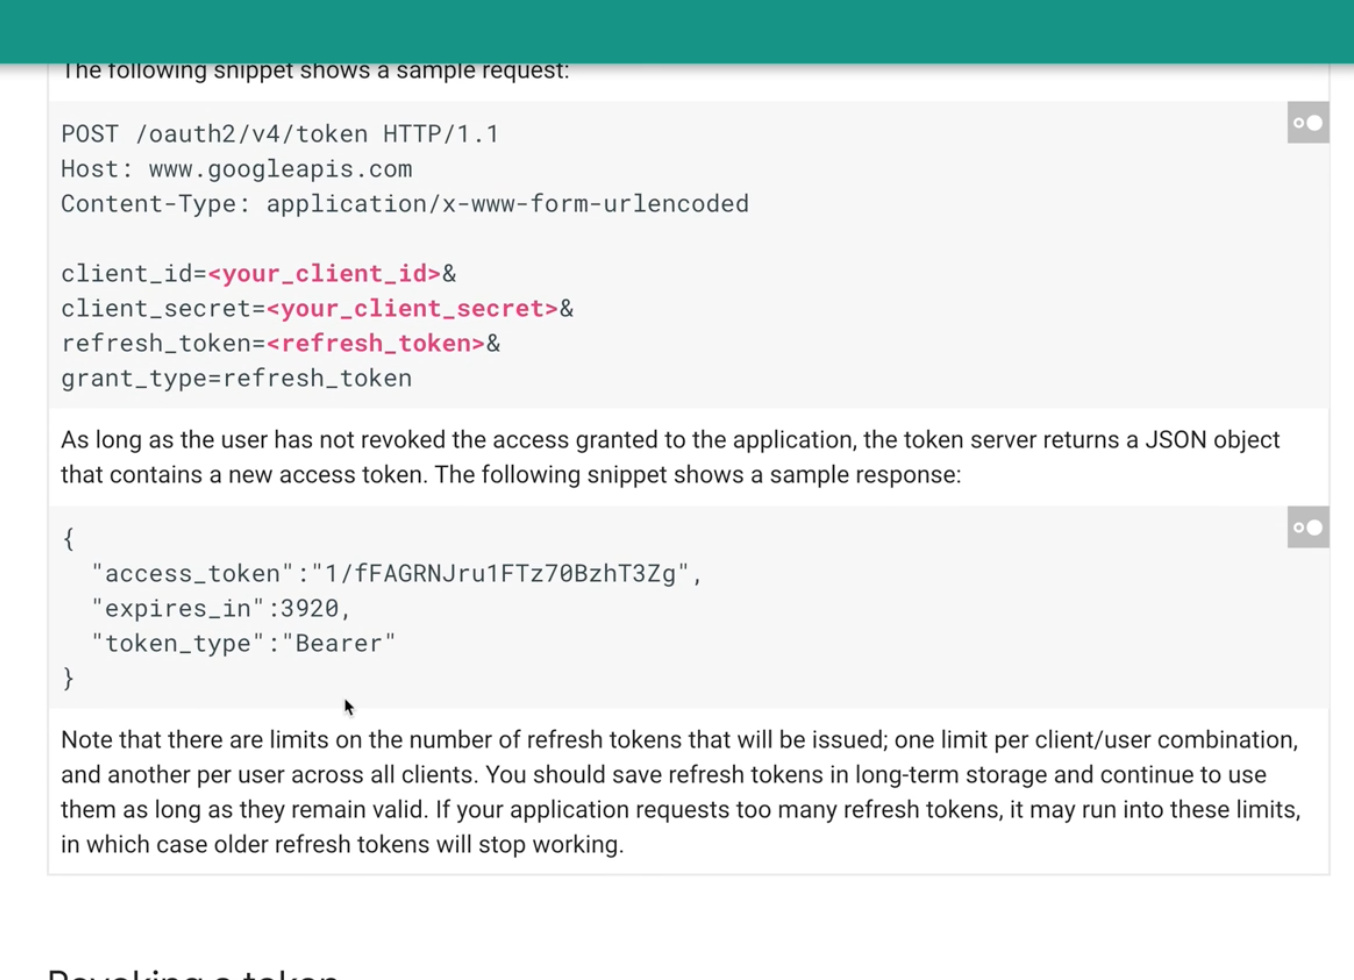 The following snippet shows a sample request:
POST /oauth2/v4/token HTTP/1.1
Host: www.googleapis.com
Content-Type: application/x-www-form-urlencoded
client_id=<your_client_id>&
client_secret=<your_client_secret>&
refresh_token=<refresh_token>&
grant_type=refresh_token
As long as the user has not revoked the access granted to the application, the token server returns a JSON object
that contains a new access token. The following snippet shows a sample response:
{
"access_token":"1/fFAGRNJru1FTz70BzhT3Zg",
"expires_in":3920,
"token_type":"Bearer"
}
Note that there are limits on the number of refresh tokens that will be issued; one limit per client/user combination,
and another per user across all clients. You should save refresh tokens in long-term storage and continue to use
them as long as they remain valid. If your application requests too many refresh tokens, it may run into these limits,
in which case older refresh tokens will stop working.
Revoking a token